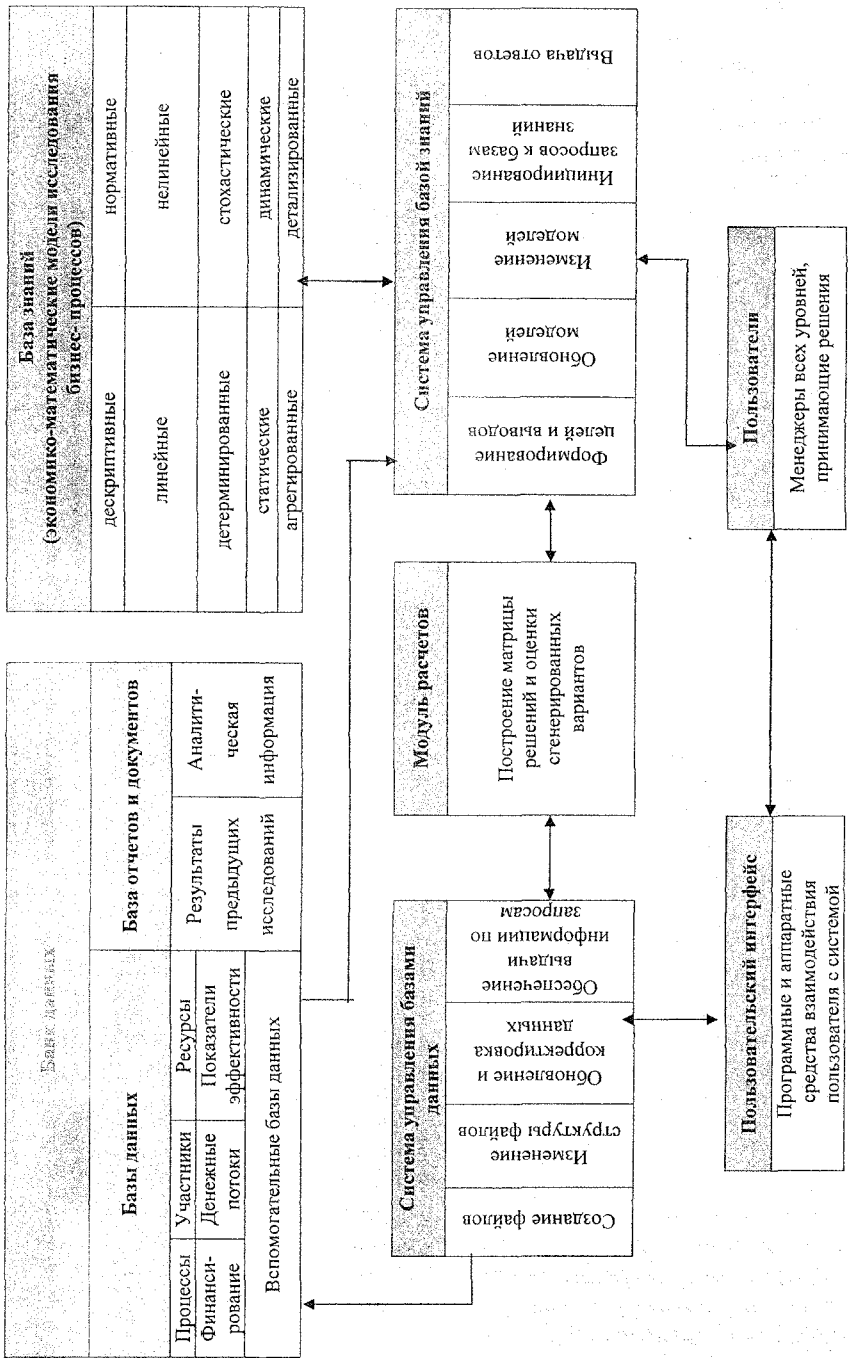 Банк данных
Базы данных
База отчетов и документов
Процессы
Участники
Ресурсы
Результаты
предыдущих
исследований
Аналити-
ческая
информация
Финанси-
рование
Денежные
потоки
Показатели
эффективности
Вспомогательные базы данных
База знаний
(экономико-математические модели исследования
бизнес- процессов)
дескриптивные
нормативные
линейные
нелинейные
детерминированные
стохастические
статические
динамические
агрегированные
детализированные
Система управления базами
данных
Создание файлов
Изменение
структуры файлов
Обновление и
корректировка
данных
Обеспечение
выдачи
информации по
запросам
Модуль расчетов
Построение матрицы
решений и оценки
сгенерированных
вариантов
Система управления базой знаний
Формирование
целей и выводов
Обновление
моделей
Изменение
моделей
Инициирование
запросов к базам
знаний
Выдача ответов
Пользовательский интерфейс
Программные и аппаратные
средства взаимодействия
пользователя с системой
Пользователи
Менеджеры всех уровней,
принимающие решения